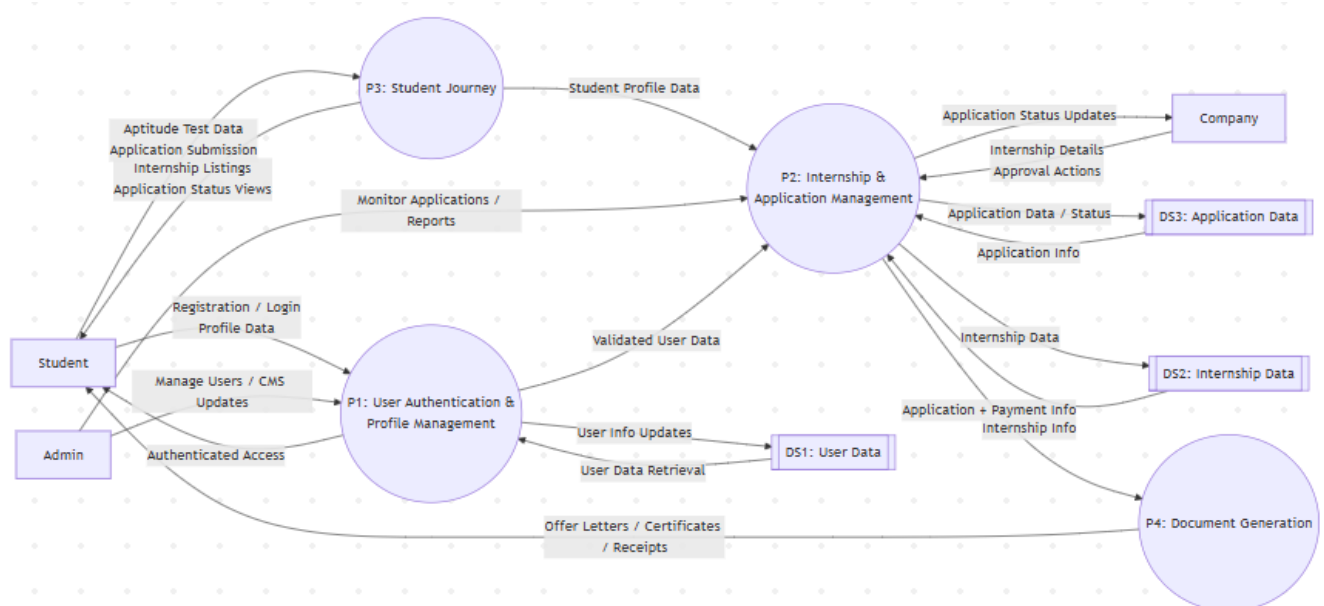 P3: Student Journey
Student Profile Data
Aptitude Test Data
Application Submission
Internship Listings
Application Status Views
Application Status Updates
Company
Internship Details
Approval Actions
P2: Internship &
Application Management
Monitor Applications /
Reports
Application Data / Status
DS3: Application Data
Application Info
Registration / Login
Profile Data
Student
Validated User Data
Internship Data
DS2: Internship Data
Manage Users / CMS
Updates
P1: User Authentication &
Profile Management
Application + Payment Info
Internship Info
User Info Updates
DS1: User Data
Admin
Authenticated Access
User Data Retrieval
Offer Letters / Certificates
/ Receipts
P4: Document Generation